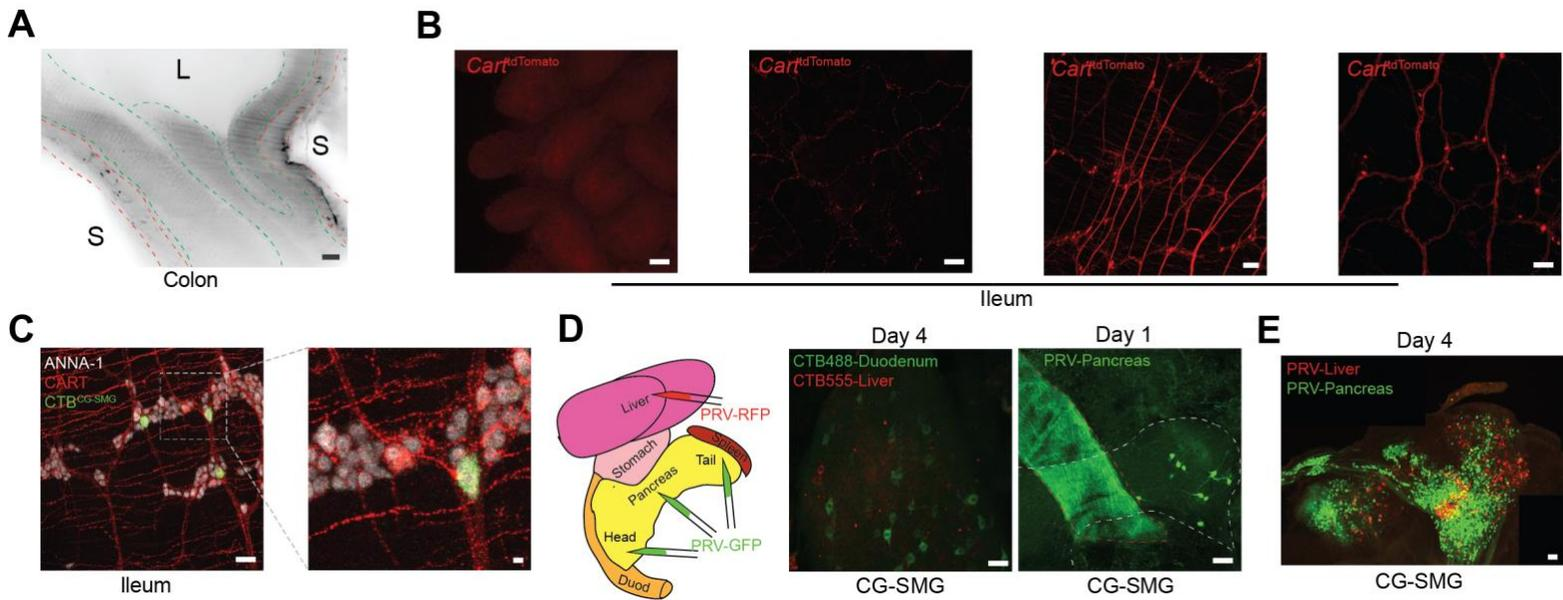 A
L
S
S
Colon
B
Cart^tdTomato
Cart^tdTomato
Cart^tdTomato
Cart^tdTomato
Ileum
C
ANNA-1
CART
CTB^CG-SMG
Ileum
D
Liver
PRV-RFP
Stomach
Spleen
Tail
Pancreas
Head
PRV-GFP
Duod
Day 4
CTB488-Duodenum
CTB555-Liver
CG-SMG
Day 1
PRV-Pancreas
CG-SMG
E
Day 4
PRV-Liver
PRV-Pancreas
CG-SMG